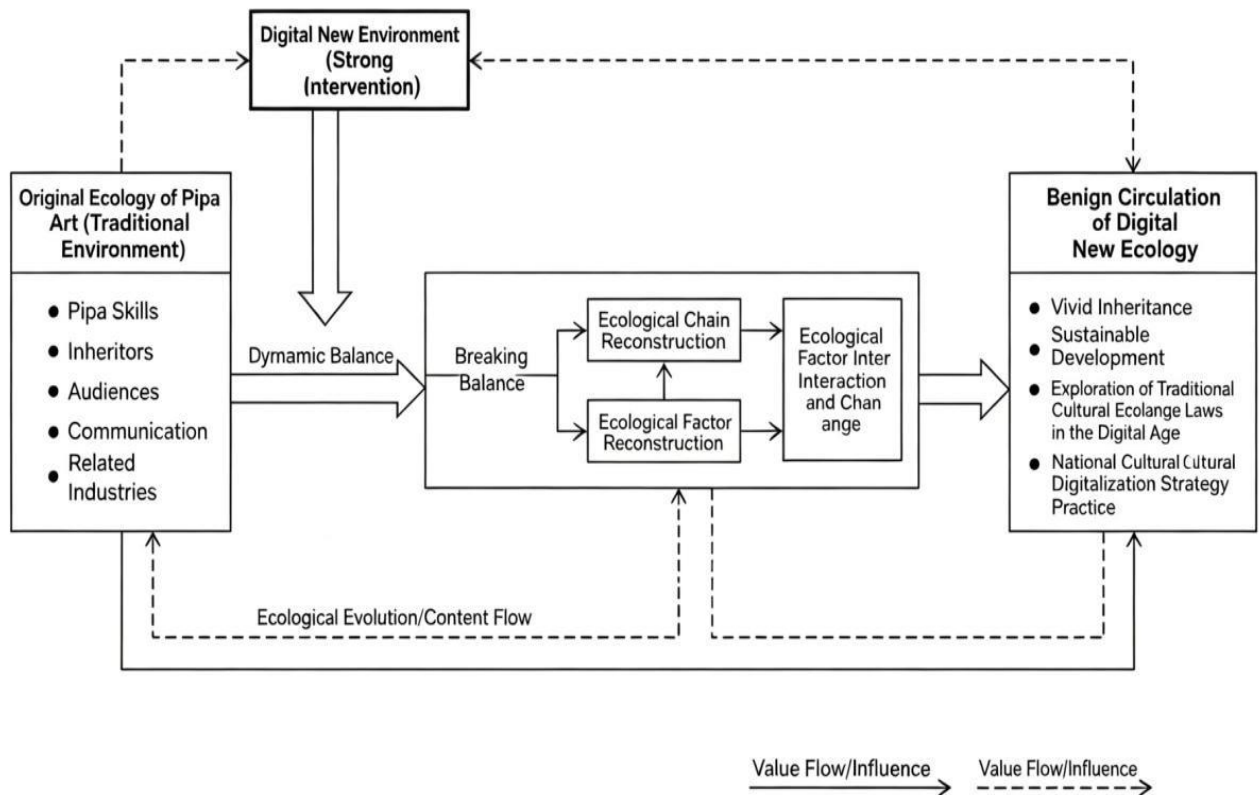 Digital New Environment
(Strong
(ntervention)
Original Ecology of Pipa
Art (Traditional
Environment)
● Pipa Skills
● Inheritors
● Audiences
● Communication
● Related
Industries
Dymamic Balance
Breaking
Balance
Ecological Chain
Reconstruction
Ecological Factor
Reconstruction
Ecological
Factor Inter
Interaction
and Chan
ange
Benign Circulation
of Digital
New Ecology
● Vivid Inheritance
● Sustainable
Development
● Exploration of Traditional
Cultural Ecolange Laws
in the Digital Age
● National Cultural Cultural
Digitalization Strategy
Practice
Ecological Evolution/Content Flow
Value Flow/Influence
Value Flow/Influence